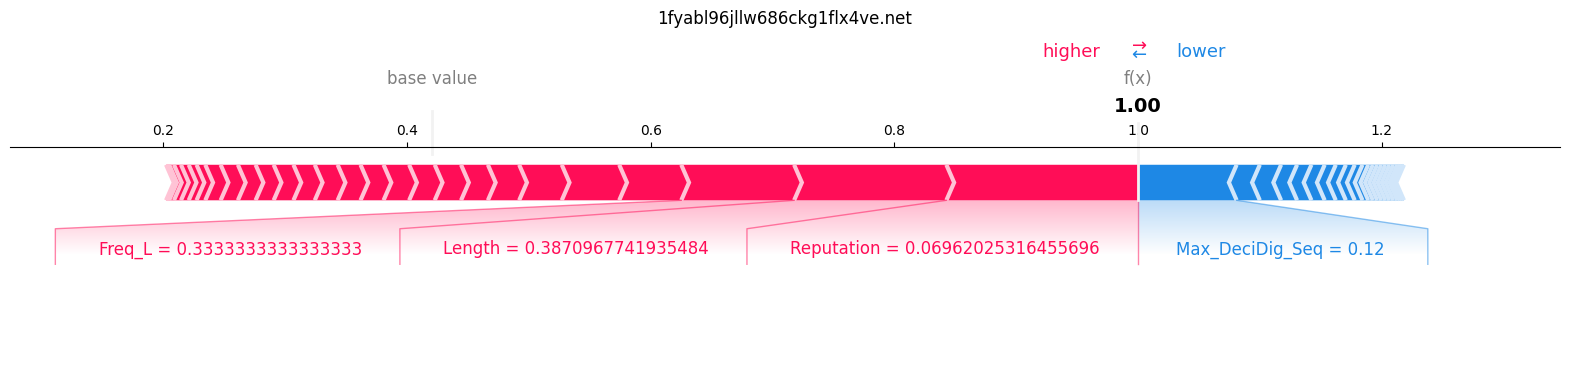 1fyabl96jllw686ckg1flx4ve.net
higher ⇄ lower
base value f(x)
1.00
0.2 0.4 0.6 0.8 1.0 1.2
Freq_L = 0.3333333333333333 Length = 0.3870967741935484 Reputation = 0.06962025316455696 Max_DeciDig_Seq = 0.12